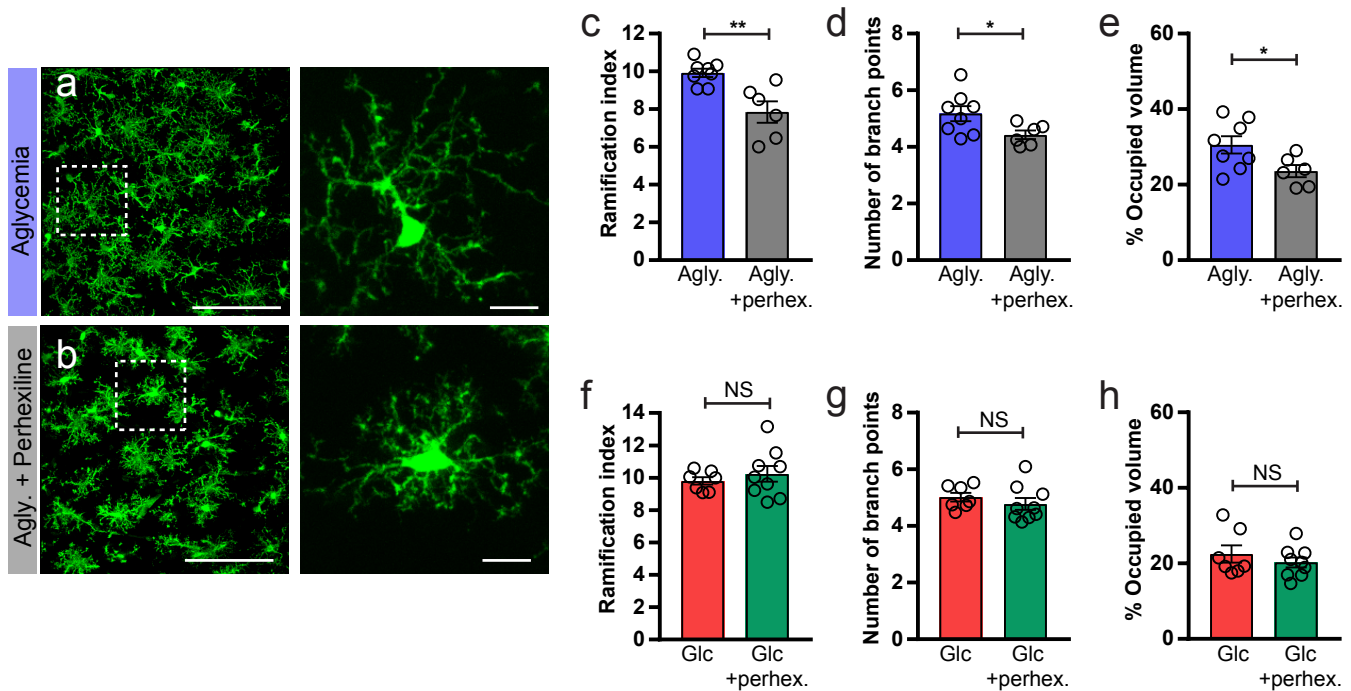 Aglycemia
a
Agly. + Perhexiline
b
c
Ramification index
12
10
8
6
4
2
0
**
Agly.
Agly.
+perhex.
d
Number of branch points
8
6
4
2
0
*
Agly.
Agly.
+perhex.
e
% Occupied volume
60
40
20
0
*
Agly.
Agly.
+perhex.
f
Ramification index
14
12
10
8
6
4
2
0
NS
Glc
Glc
+perhex.
g
Number of branch points
8
6
4
2
0
NS
Glc
Glc
+perhex.
h
% Occupied volume
60
40
20
0
NS
Glc
Glc
+perhex.